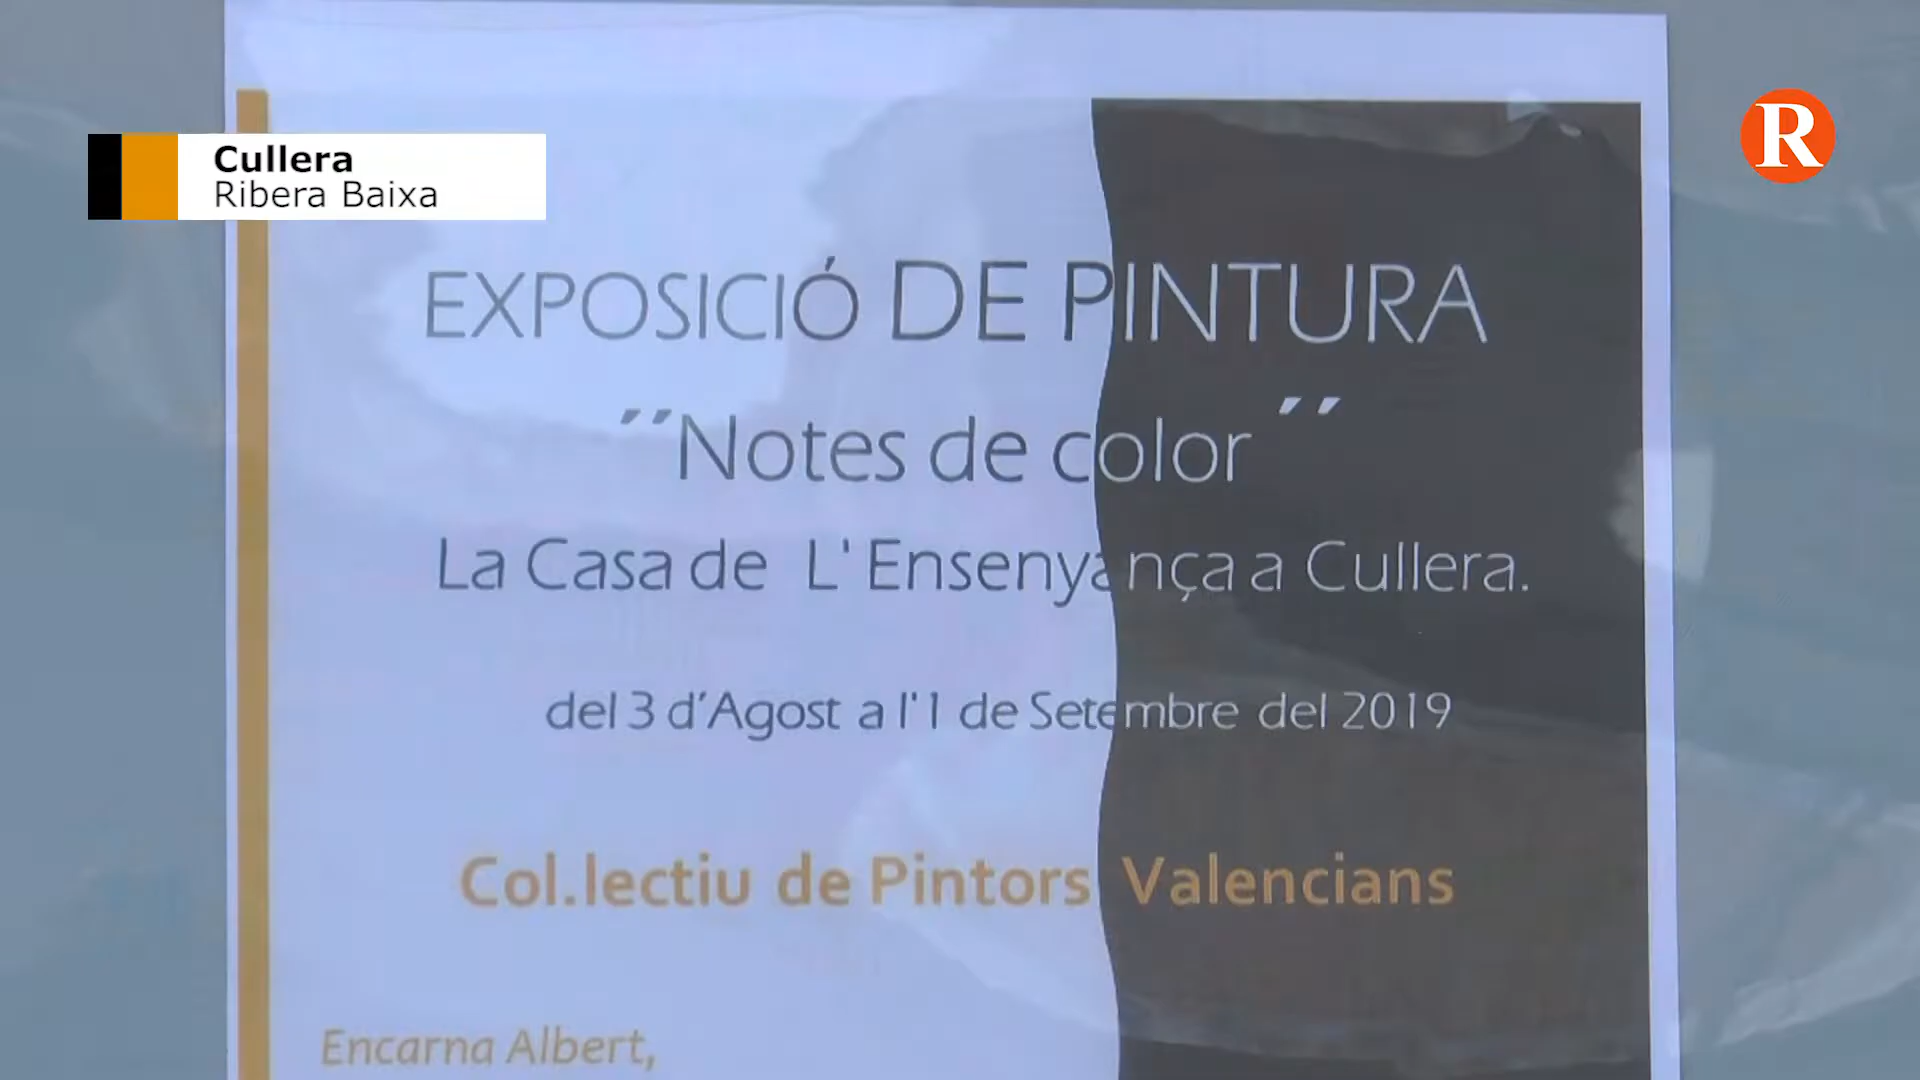 Cullera
Ribera Baixa
R
EXPOSICIÓ DE PINTURA
´´Notes de color´´
La Casa de L'Ensenyança a Cullera.
del 3 d'Agost a l'1 de Setembre del 2019
Col.lectiu de Pintors Valencians
Encarna Albert,